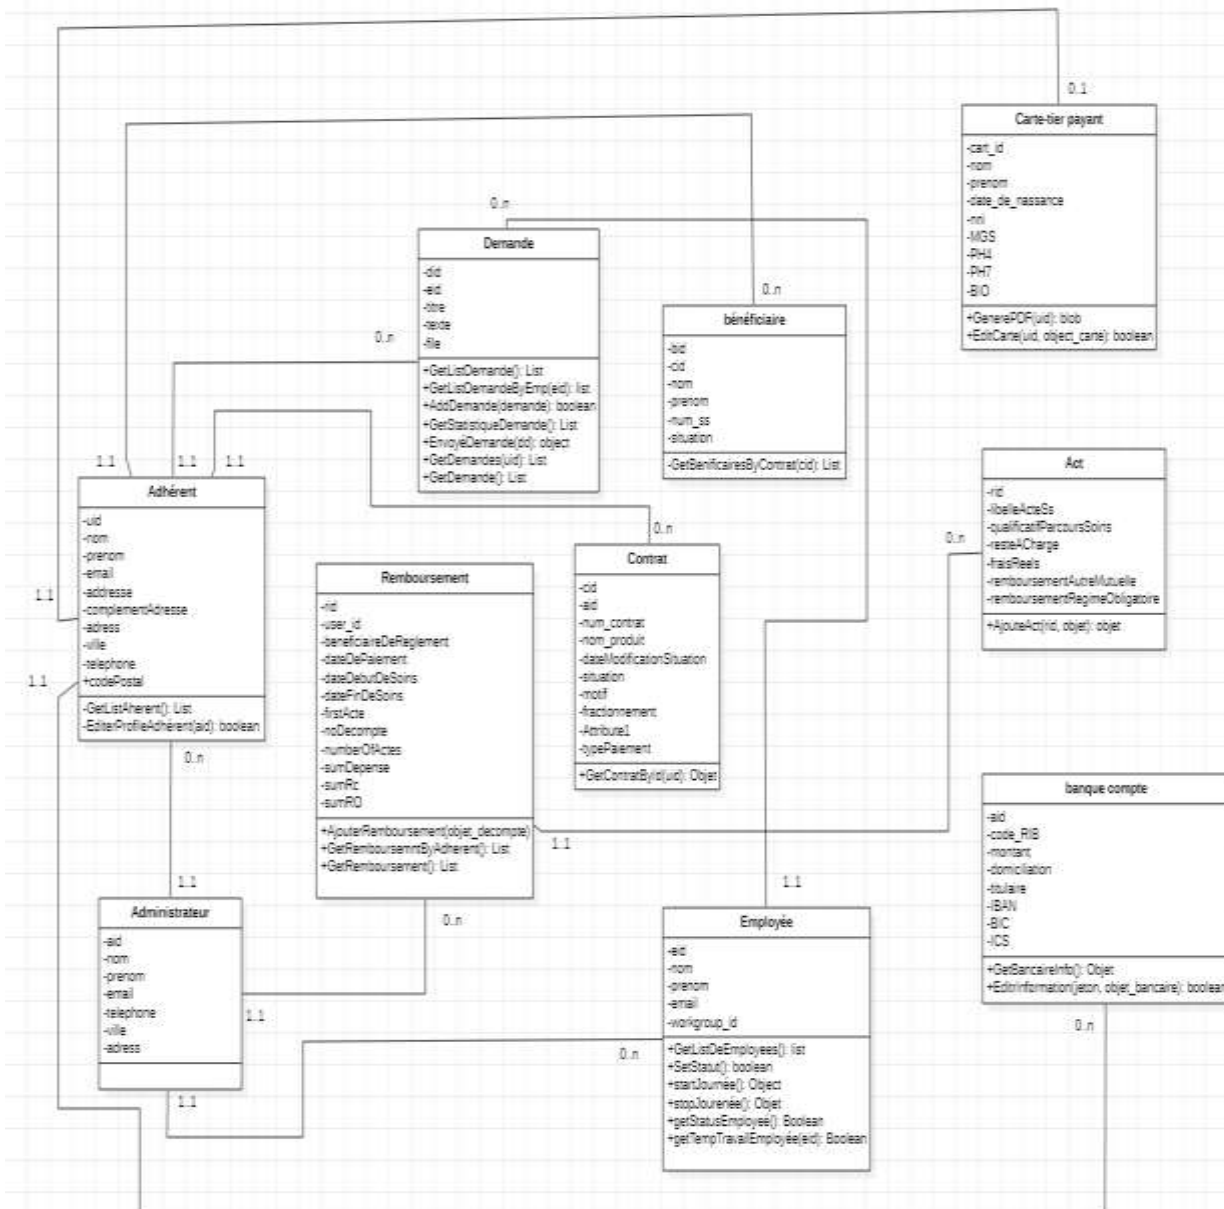 0..1
Carte-tier payant
-cart_id
-nom
-prenom
-date_de_nassance
-nni
-MGS
-PH4
-PH7
-BIO
+GenerePDF(uid): blob
+EditCarte(uid, object_carte): boolean
0..n
Demande
-did
-eid
-titre
-texte
-file
+GetListDemande(): List
+GetListDemandeByEmp(eid): list
+AddDemande(demande): boolean
+GetStatistiqueDemande(): List
+EnvoyéDemande(dd): object
+GetDemandes(uid): List
+GetDemande(): List
0..n
0..n
bénéficiaire
-bid
-cid
-nom
-prenom
-num_ss
-situation
-GetBenificairesByContrat(cid): List
1..1
1..1
1..1
Adhérent
-uid
-nom
-prenom
-email
-addresse
-complementAdresse
-adress
-ville
-telephone
+codePostal
-GetListAherent(): List
-EditerProfileAdhérent(aid): boolean
1..1
1..1
0..n
Act
-rid
-libelleActeSs
-qualificatifParcoursSoins
-resteACharge
-fraisReels
-remboursementAutreMutuelle
-remboursementRegimeObligatoire
+AjouteAct(rid, objet): objet
0..n
0..n
Contrat
-cid
-aid
-num_contrat
-nom_produit
-dateModificationSituation
-situation
-motif
-fractionnement
-Attribute1
-typePaiement
+GetContratById(uid): Objet
Remboursement
-rid
-user_id
-beneficiaireDeReglement
-dateDePaiement
-dateDebutDeSoins
-dateFinDeSoins
-firstActe
-noDecompte
-numberOfActes
-sumDepense
-sumRc
-sumRO
+AjouterRemboursement(objet_decompte)
+GetRemboursemntByAdherent(): List
+GetRemboursement(): List
1..1
0..n
banque compte
-aid
-code_RIB
-montant
-domiciliation
-titulaire
-IBAN
-BIC
-ICS
+GetBancaireInfo(): Objet
+EditrInformation(jeton, objet_bancaire): boolean
0..n
1..1
Administrateur
-aid
-nom
-prenom
-email
-telephone
-ville
-adress
1..1
1..1
1..1
Employée
-eid
-nom
-prenom
-email
-workgroup_id
+GetListDeEmployees(): list
+SetStatut(): boolean
+startJournée(): Object
+stopJourenée(): Objet
+getStatusEmployeé(): Boolean
+getTempTravailEmployée(eid): Boolean
0..n